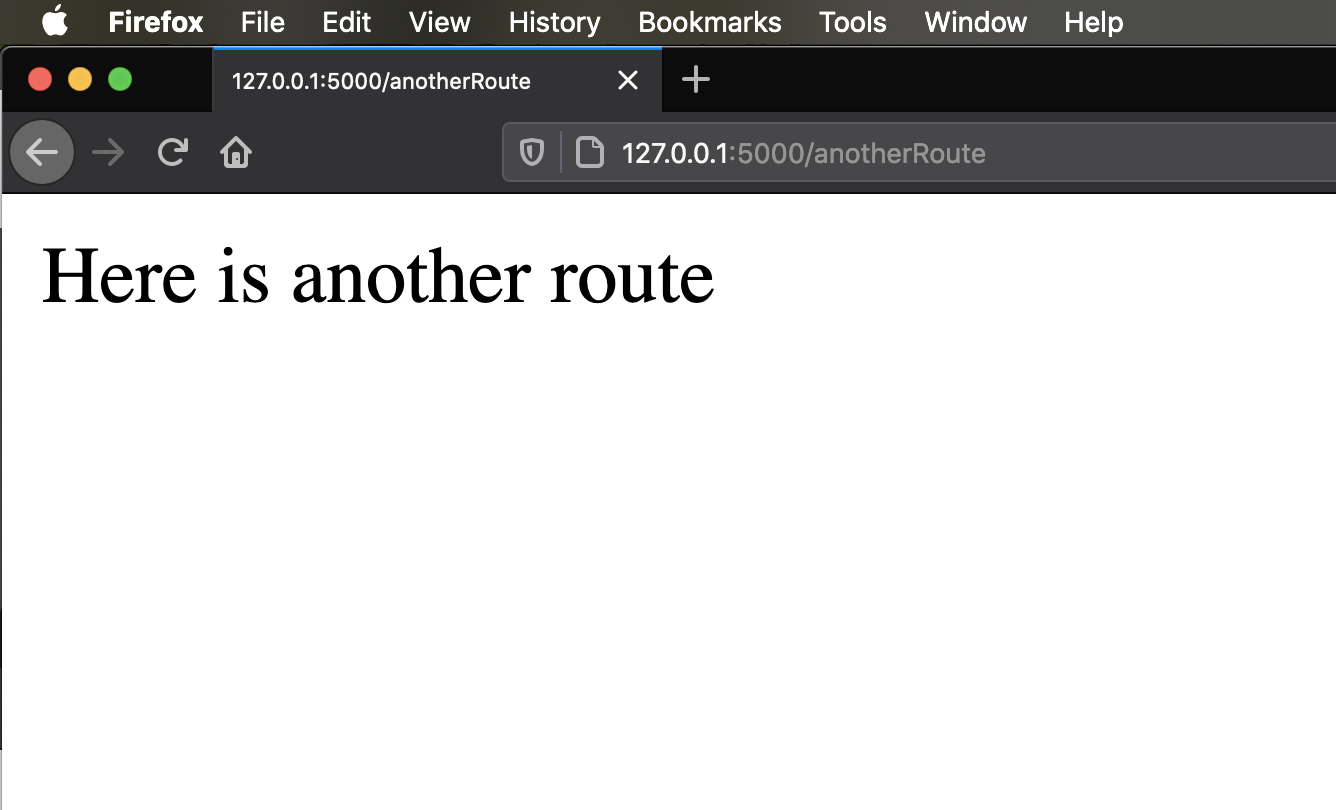 Firefox File Edit View History Bookmarks Tools Window Help
127.0.0.1:5000/anotherRoute
127.0.0.1:5000/anotherRoute
Here is another route